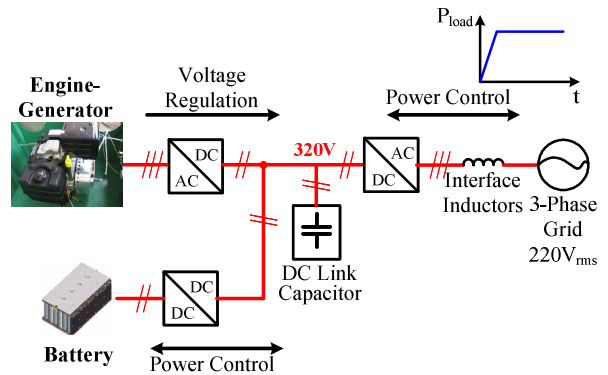 P_load
t
Engine-
Generator
Voltage
Regulation
Power Control
DC
AC
320V
AC
DC
Interface
Inductors
3-Phase
Grid
220V_rms
DC Link
Capacitor
DC
DC
Battery
Power Control